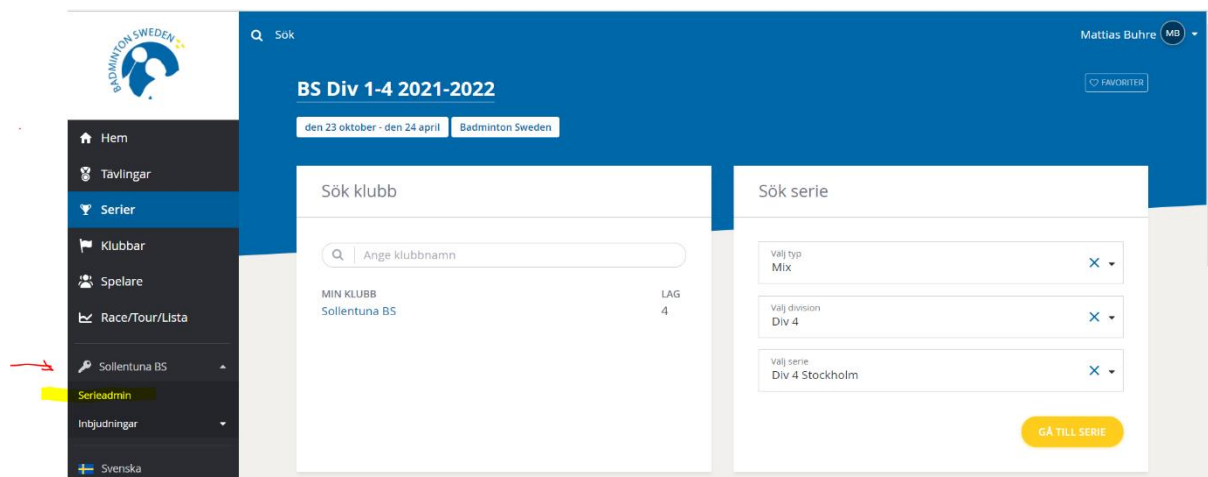 BADMINTON SWEDEN
Sök
Mattias Buhre MB
BS Div 1-4 2021-2022
FAVORITER
den 23 oktober - den 24 april Badminton Sweden
Hem
Tävlingar
Serier
Klubbar
Spelare
Race/Tour/Lista
Sollentuna BS
Serieadmin
Inbjudningar
Svenska
Sök klubb
Ange klubbnamn
MIN KLUBB LAG
Sollentuna BS 4
Sök serie
Välj typ
Mix
Välj division
Div 4
Välj serie
Div 4 Stockholm
GÅ TILL SERIE